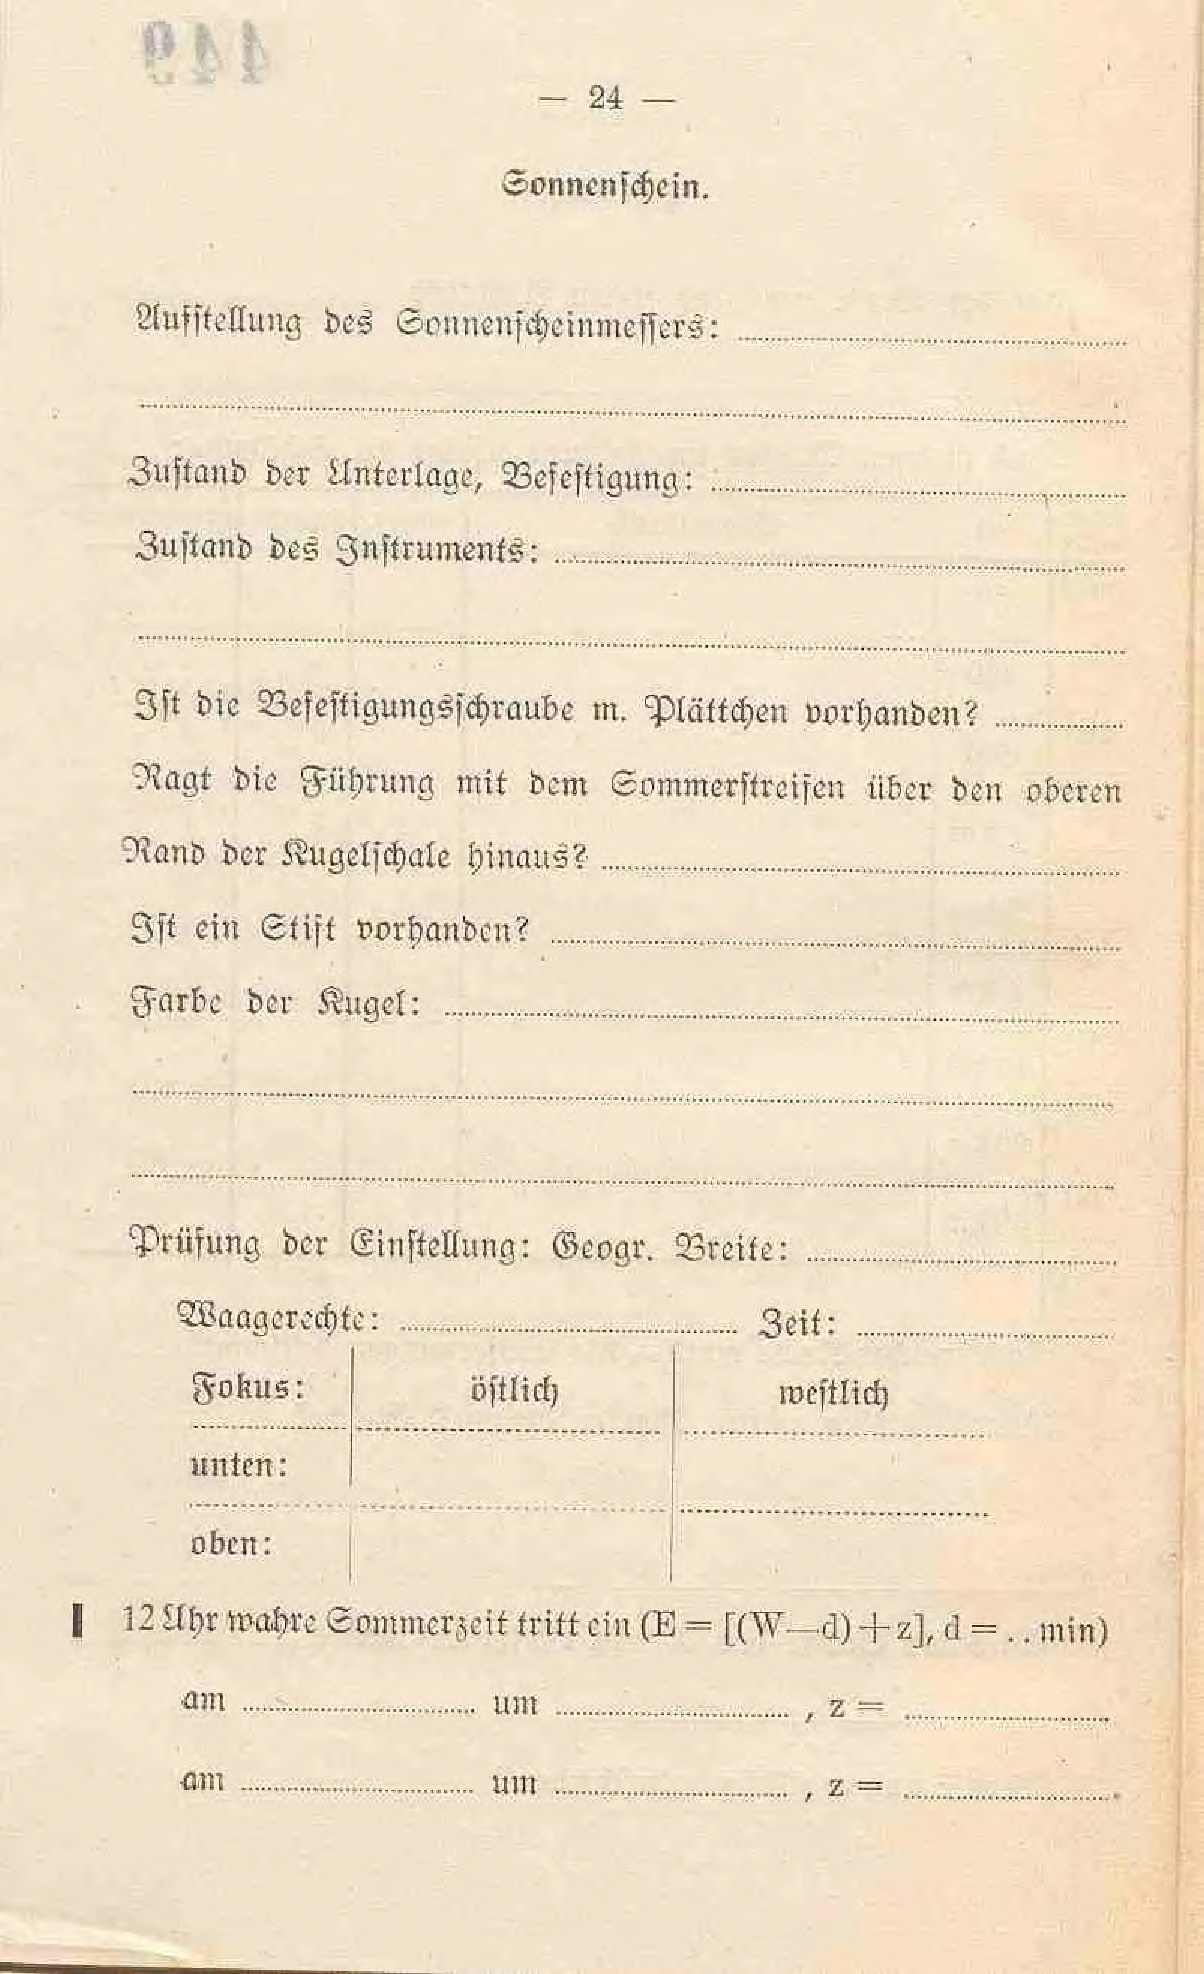 449
— 24 —
Sonnenschein.
Aufstellung des Sonnenscheinmessers:
Zustand der Unterlage, Befestigung:
Zustand des Instruments:
Ist die Befestigungsschraube m. Plättchen vorhanden?
Ragt die Führung mit dem Sommerstreifen über den oberen
Rand der Kugelschale hinaus?
Ist ein Stift vorhanden?
Farbe der Kugel:
Prüfung der Einstellung: Geogr. Breite:
Waagerechte: Zeit:
Fokus: östlich westlich
unten:
oben:
12 Uhr wahre Sommerzeit tritt ein (E = [(W—d)+z], d = . . min)
am um , z =
am um , z = .